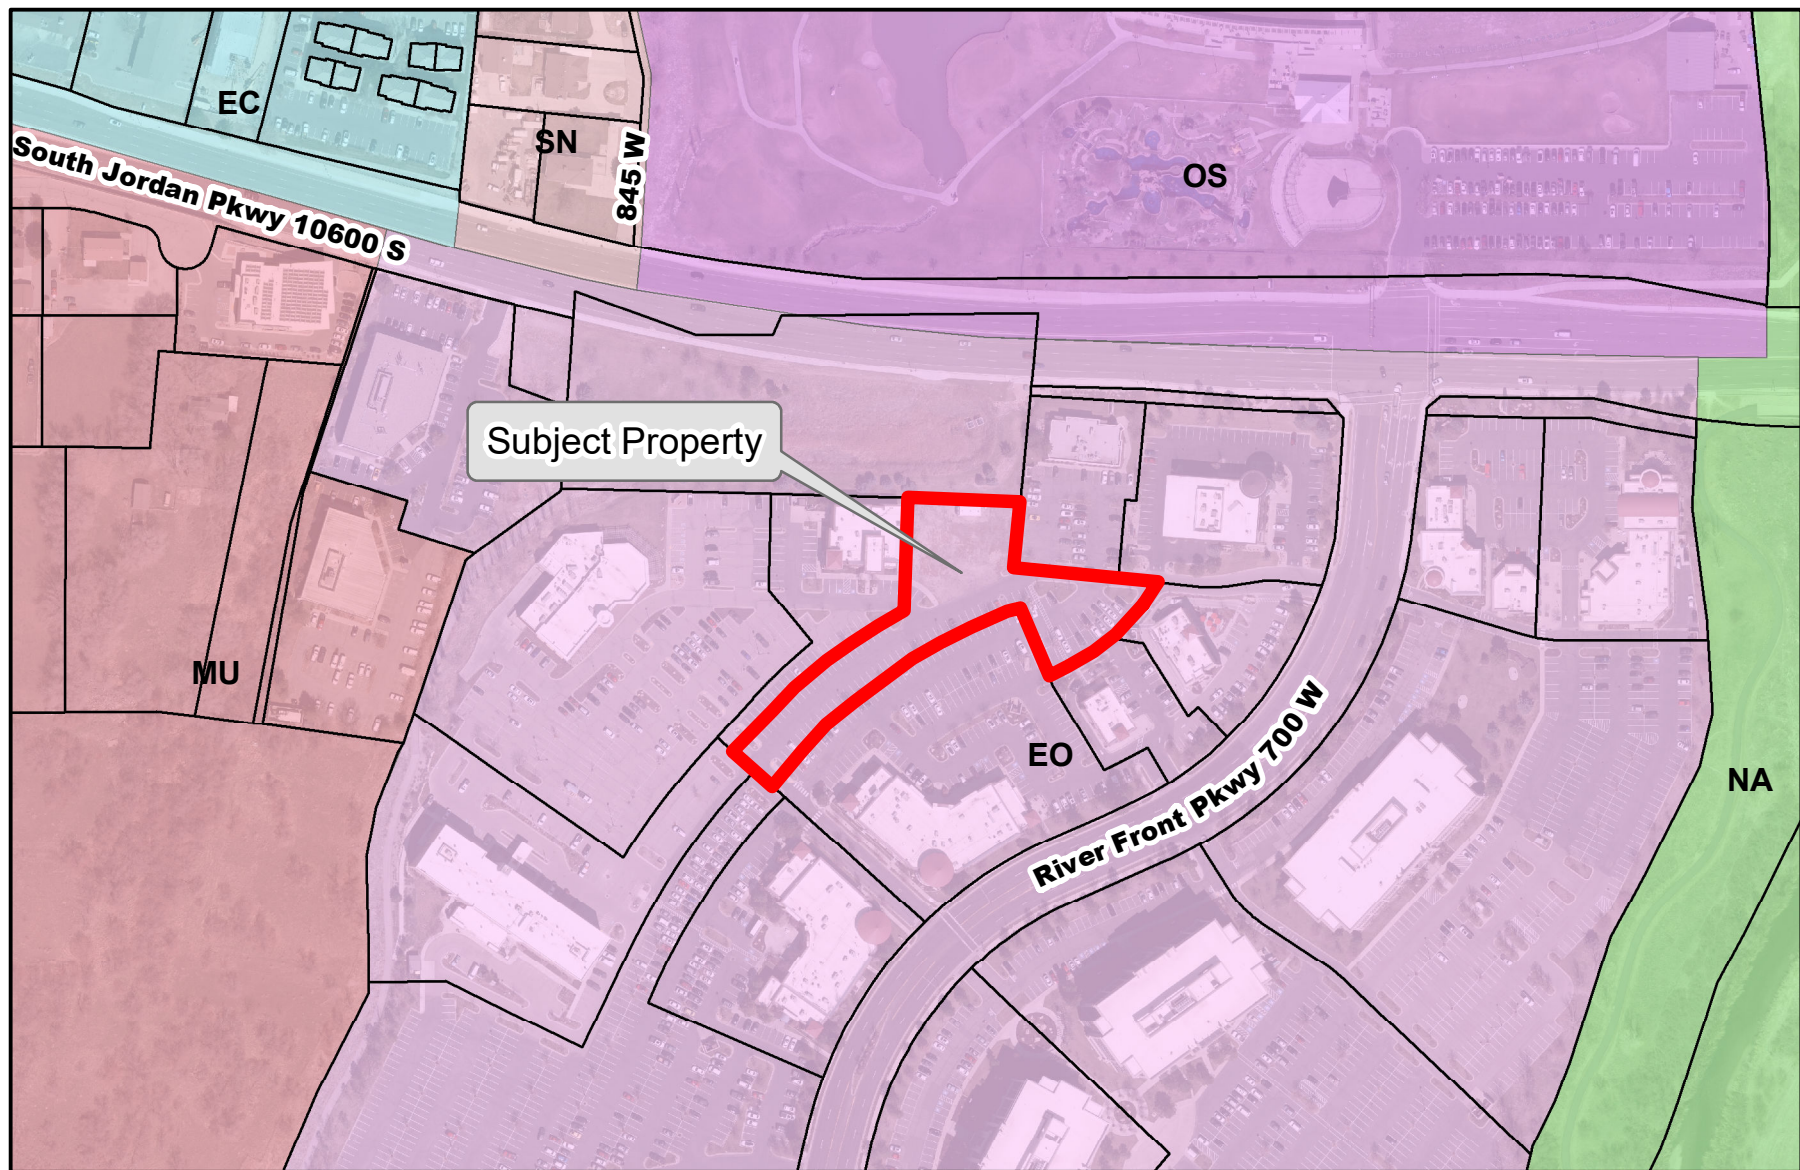 EC
SN
845 W
OS
South Jordan Pkwy 10600 S
Subject Property
MU
EO
River Front Pkwy 700 W
NA